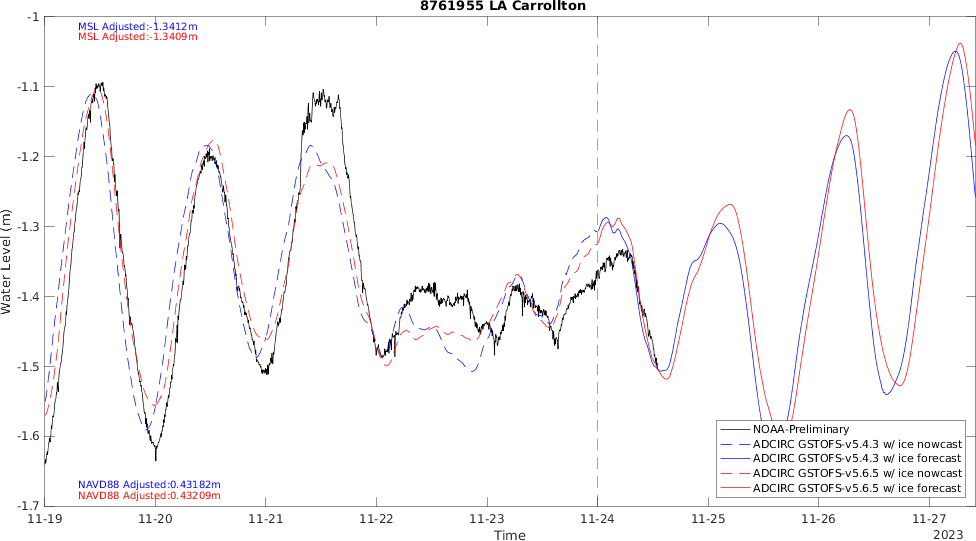 8761955 LA Carrollton
MSL Adjusted:-1.3412m
MSL Adjusted:-1.3409m
Water Level (m)
-1
-1.1
-1.2
-1.3
-1.4
-1.5
-1.6
-1.7
NAVD88 Adjusted:0.43182m
NAVD88 Adjusted:0.43209m
NOAA-Preliminary
ADCIRC GSTOFS-v5.4.3 w/ ice nowcast
ADCIRC GSTOFS-v5.4.3 w/ ice forecast
ADCIRC GSTOFS-v5.6.5 w/ ice nowcast
ADCIRC GSTOFS-v5.6.5 w/ ice forecast
11-19 11-20 11-21 11-22 11-23 11-24 11-25 11-26 11-27
Time
2023